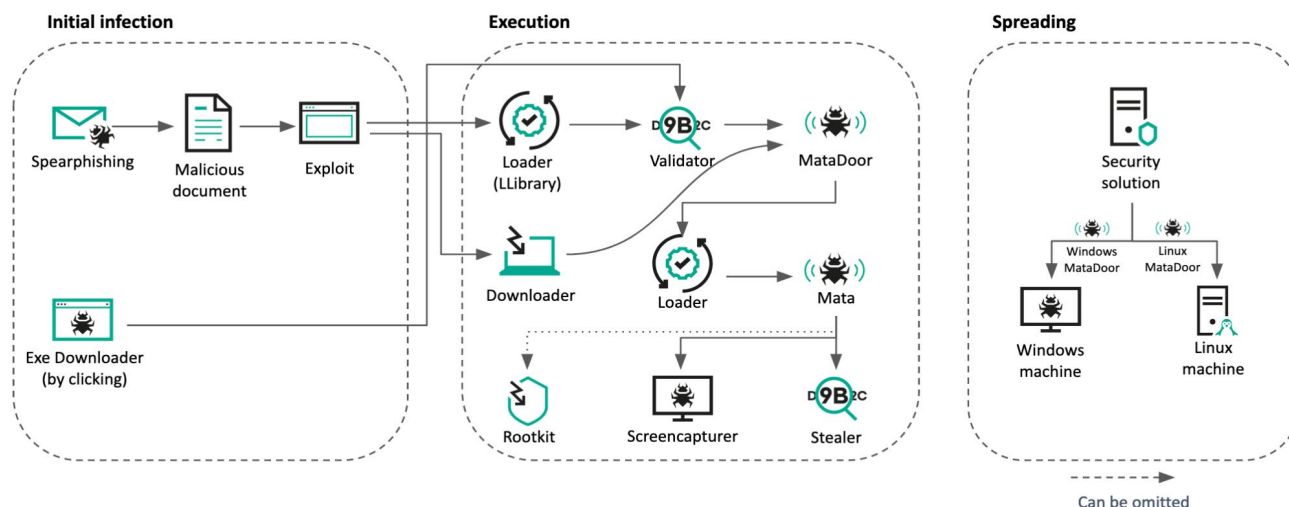 Initial infection
Execution
Spreading
Spearphishing
Malicious
document
Exploit
Exe Downloader
(by clicking)
Loader
(LLibrary)
D9B2C
Validator
MataDoor
Downloader
Loader
Mata
Rootkit
Screencapturer
D9B2C
Stealer
Security
solution
Windows
MataDoor
Linux
MataDoor
Windows
machine
Linux
machine
Can be omitted